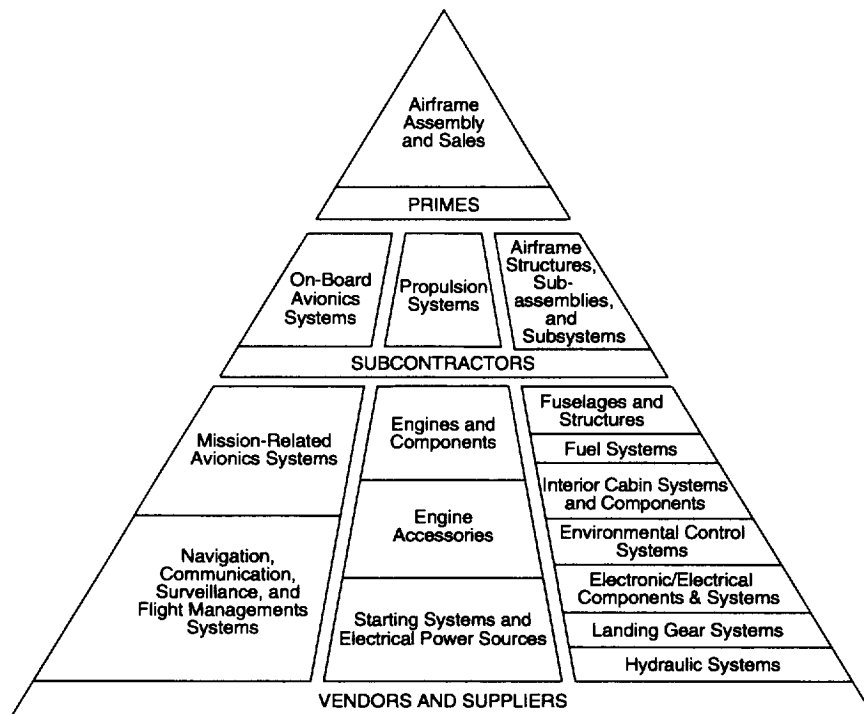 Airframe
Assembly
and Sales
PRIMES
On-Board
Avionics
Systems
Propulsion
Systems
Airframe
Structures,
Sub-
assemblies,
and
Subsystems
SUBCONTRACTORS
Mission-Related
Avionics Systems
Navigation,
Communication,
Surveillance, and
Flight Managements
Systems
Engines and
Components
Engine
Accessories
Starting Systems and
Electrical Power Sources
Fuselages and
Structures
Fuel Systems
Interior Cabin Systems
and Components
Environmental Control
Systems
Electronic/Electrical
Components & Systems
Landing Gear Systems
Hydraulic Systems
VENDORS AND SUPPLIERS